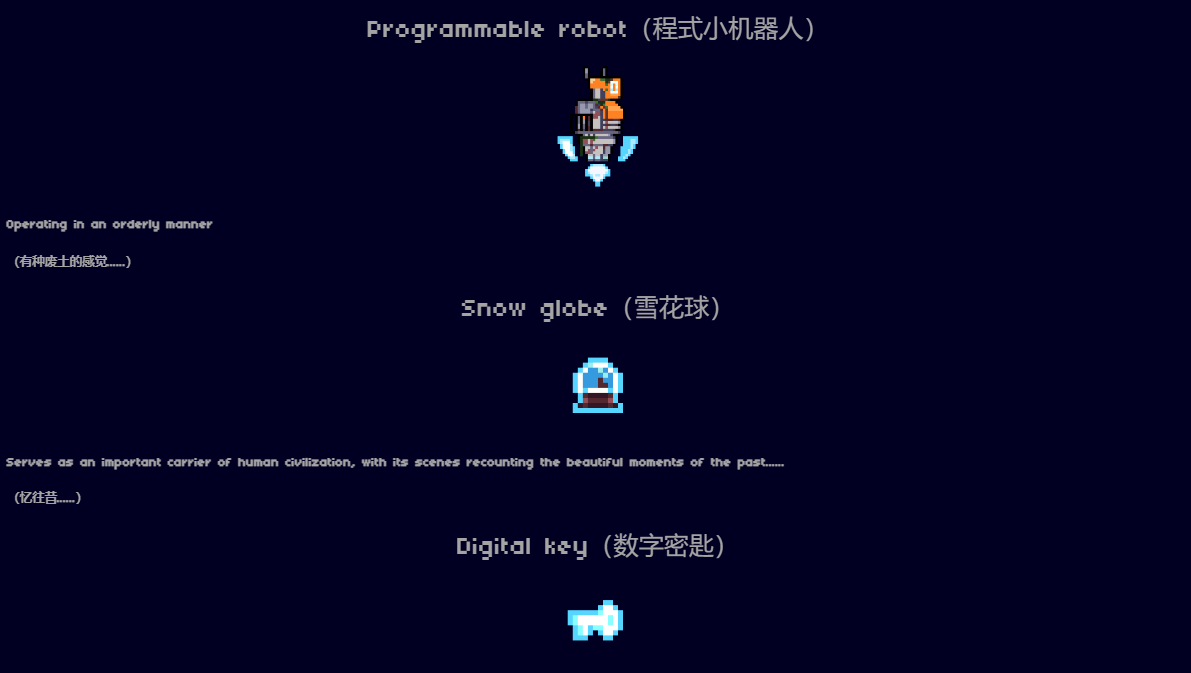 Programmable robot（程式小机器人）
Operating in an orderly manner
（有种废土的感觉......）
Snow globe（雪花球）
Serves as an important carrier of human civilization, with its scenes recounting the beautiful moments of the past......
（忆往昔......）
Digital key（数字密匙）